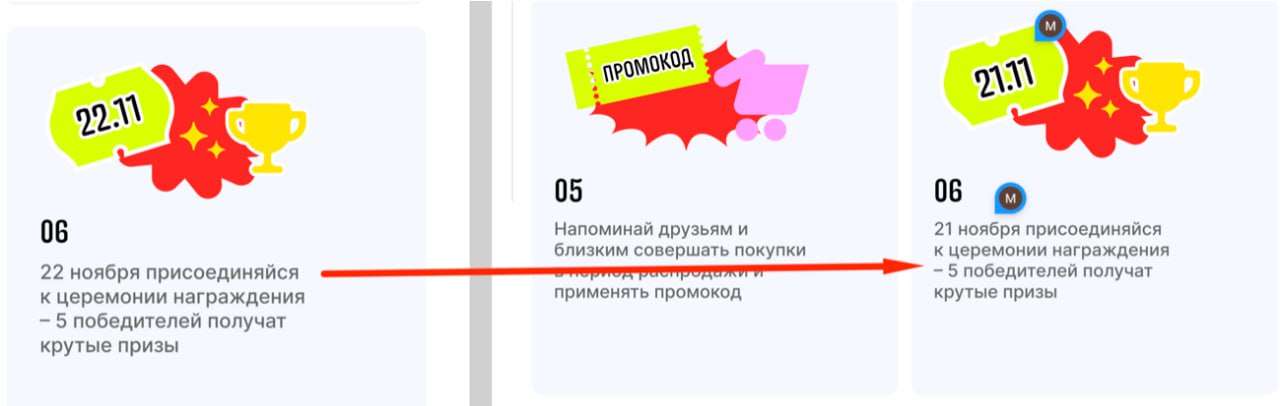 22.11
06
22 ноября присоединяйся
к церемонии награждения
– 5 победителей получат
крутые призы
ПРОМОКОД
05
Напоминай друзьям и
близким совершать покупки
в период распродажи и
применять промокод
21.11
М
06
М
21 ноября присоединяйся
к церемонии награждения
– 5 победителей получат
крутые призы